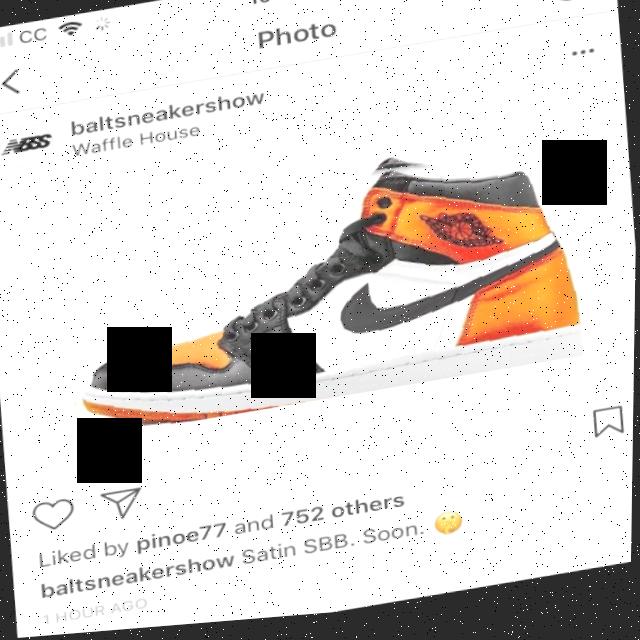 CC
Photo
baltsneakershow
Waffle House
Liked by pinoe77 and 752 others
baltsneakershow Satin SBB. Soon.
1 HOUR AGO